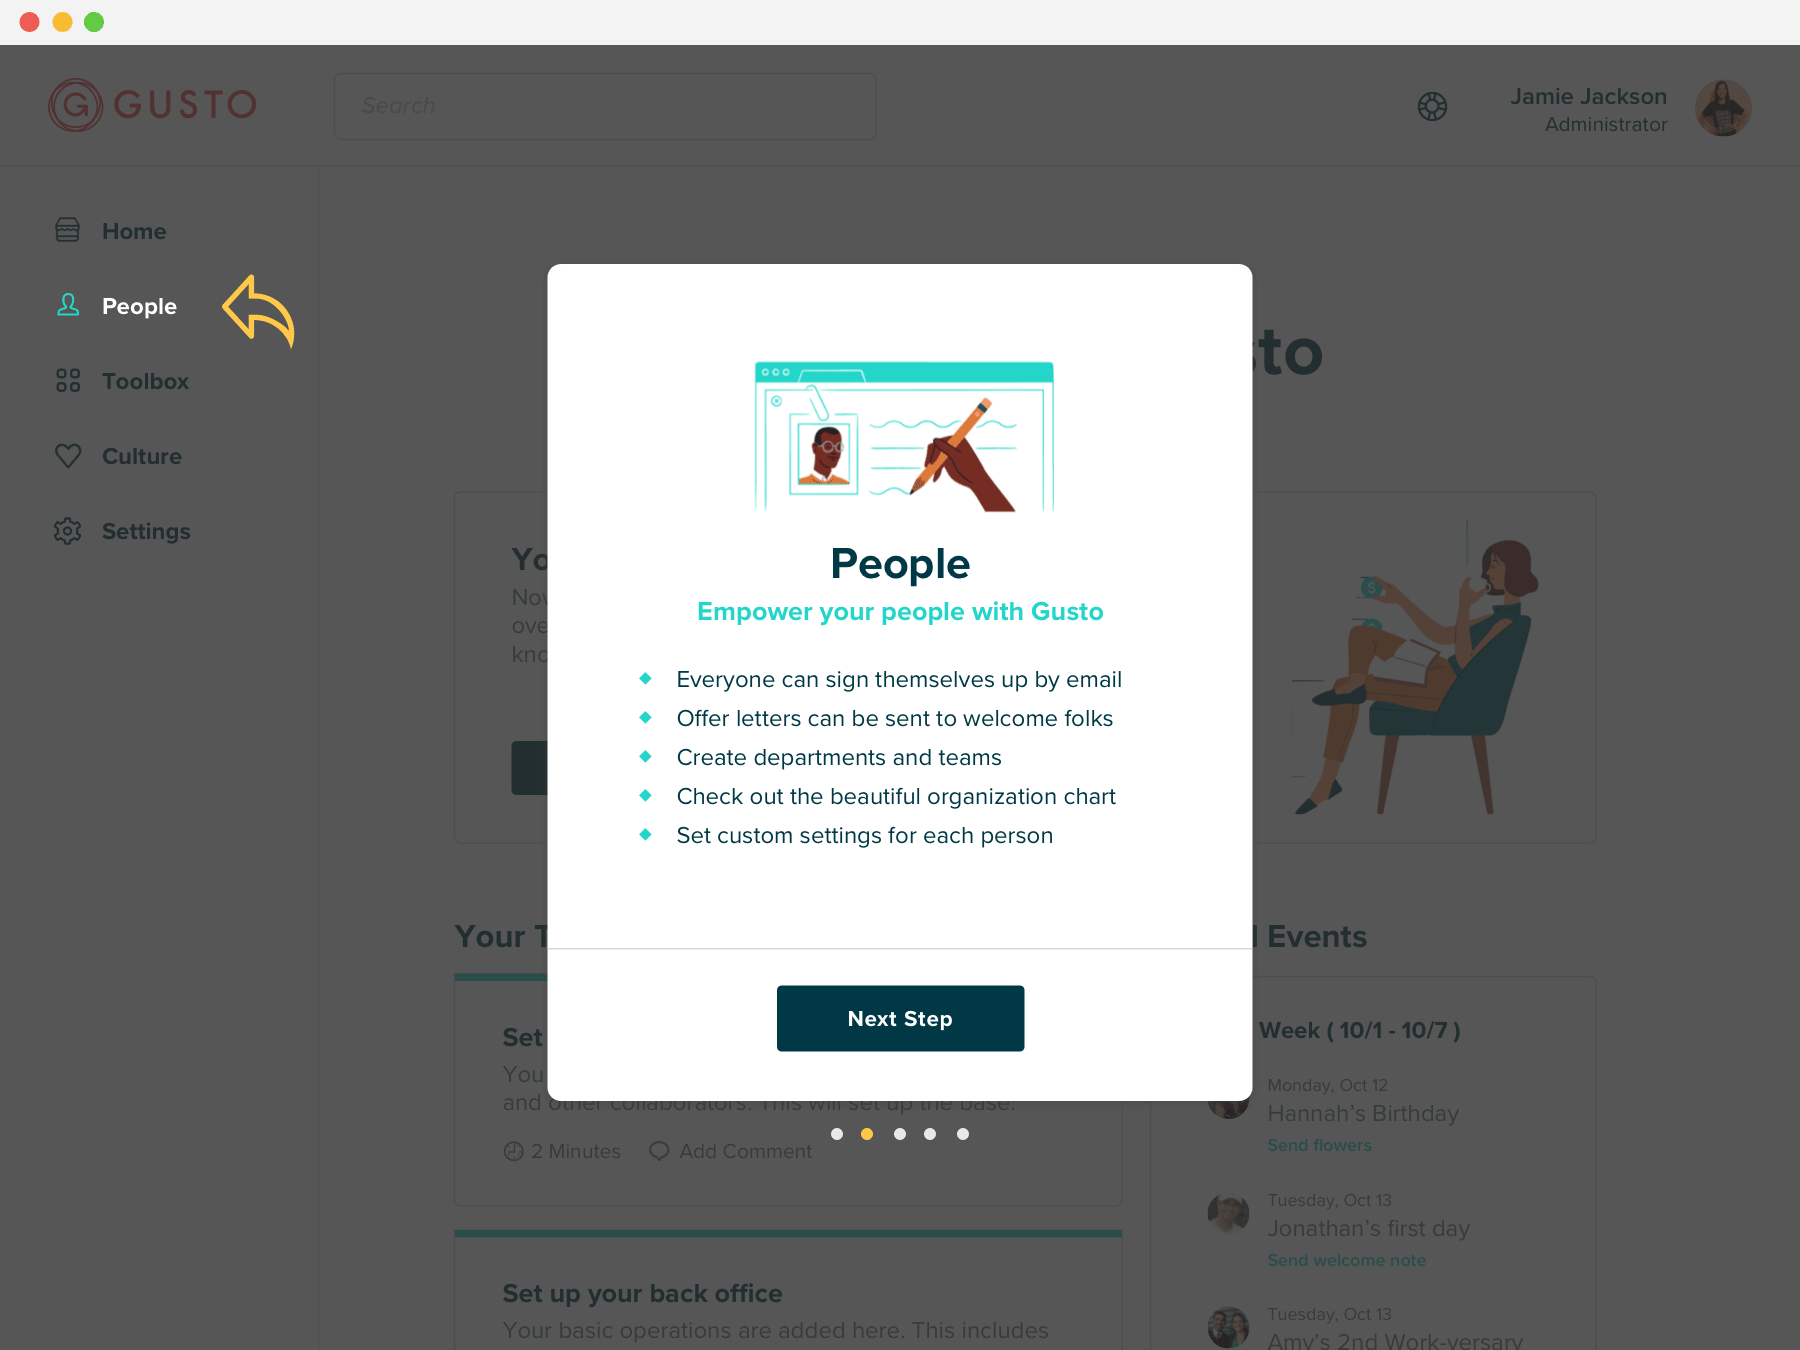 GUSTO
Search
Jamie Jackson
Administrator
Home
People
Toolbox
Culture
Settings
People
Empower your people with Gusto
Everyone can sign themselves up by email
Offer letters can be sent to welcome folks
Create departments and teams
Check out the beautiful organization chart
Set custom settings for each person
Next Step
Your
Set
You
and other collaborators. This will set up the base.
2 Minutes
Add Comment
Set up your back office
Your basic operations are added here. This includes
Events
Week ( 10/1 - 10/7 )
Monday, Oct 12
Hannah’s Birthday
Send flowers
Tuesday, Oct 13
Jonathan’s first day
Send welcome note
Tuesday, Oct 13
Amy’s 2nd Work-versary